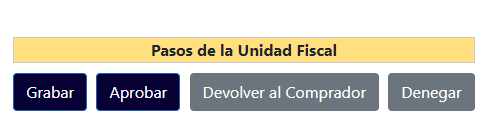 Pasos de la Unidad Fiscal
Grabar Aprobar Devolver al Comprador Denegar